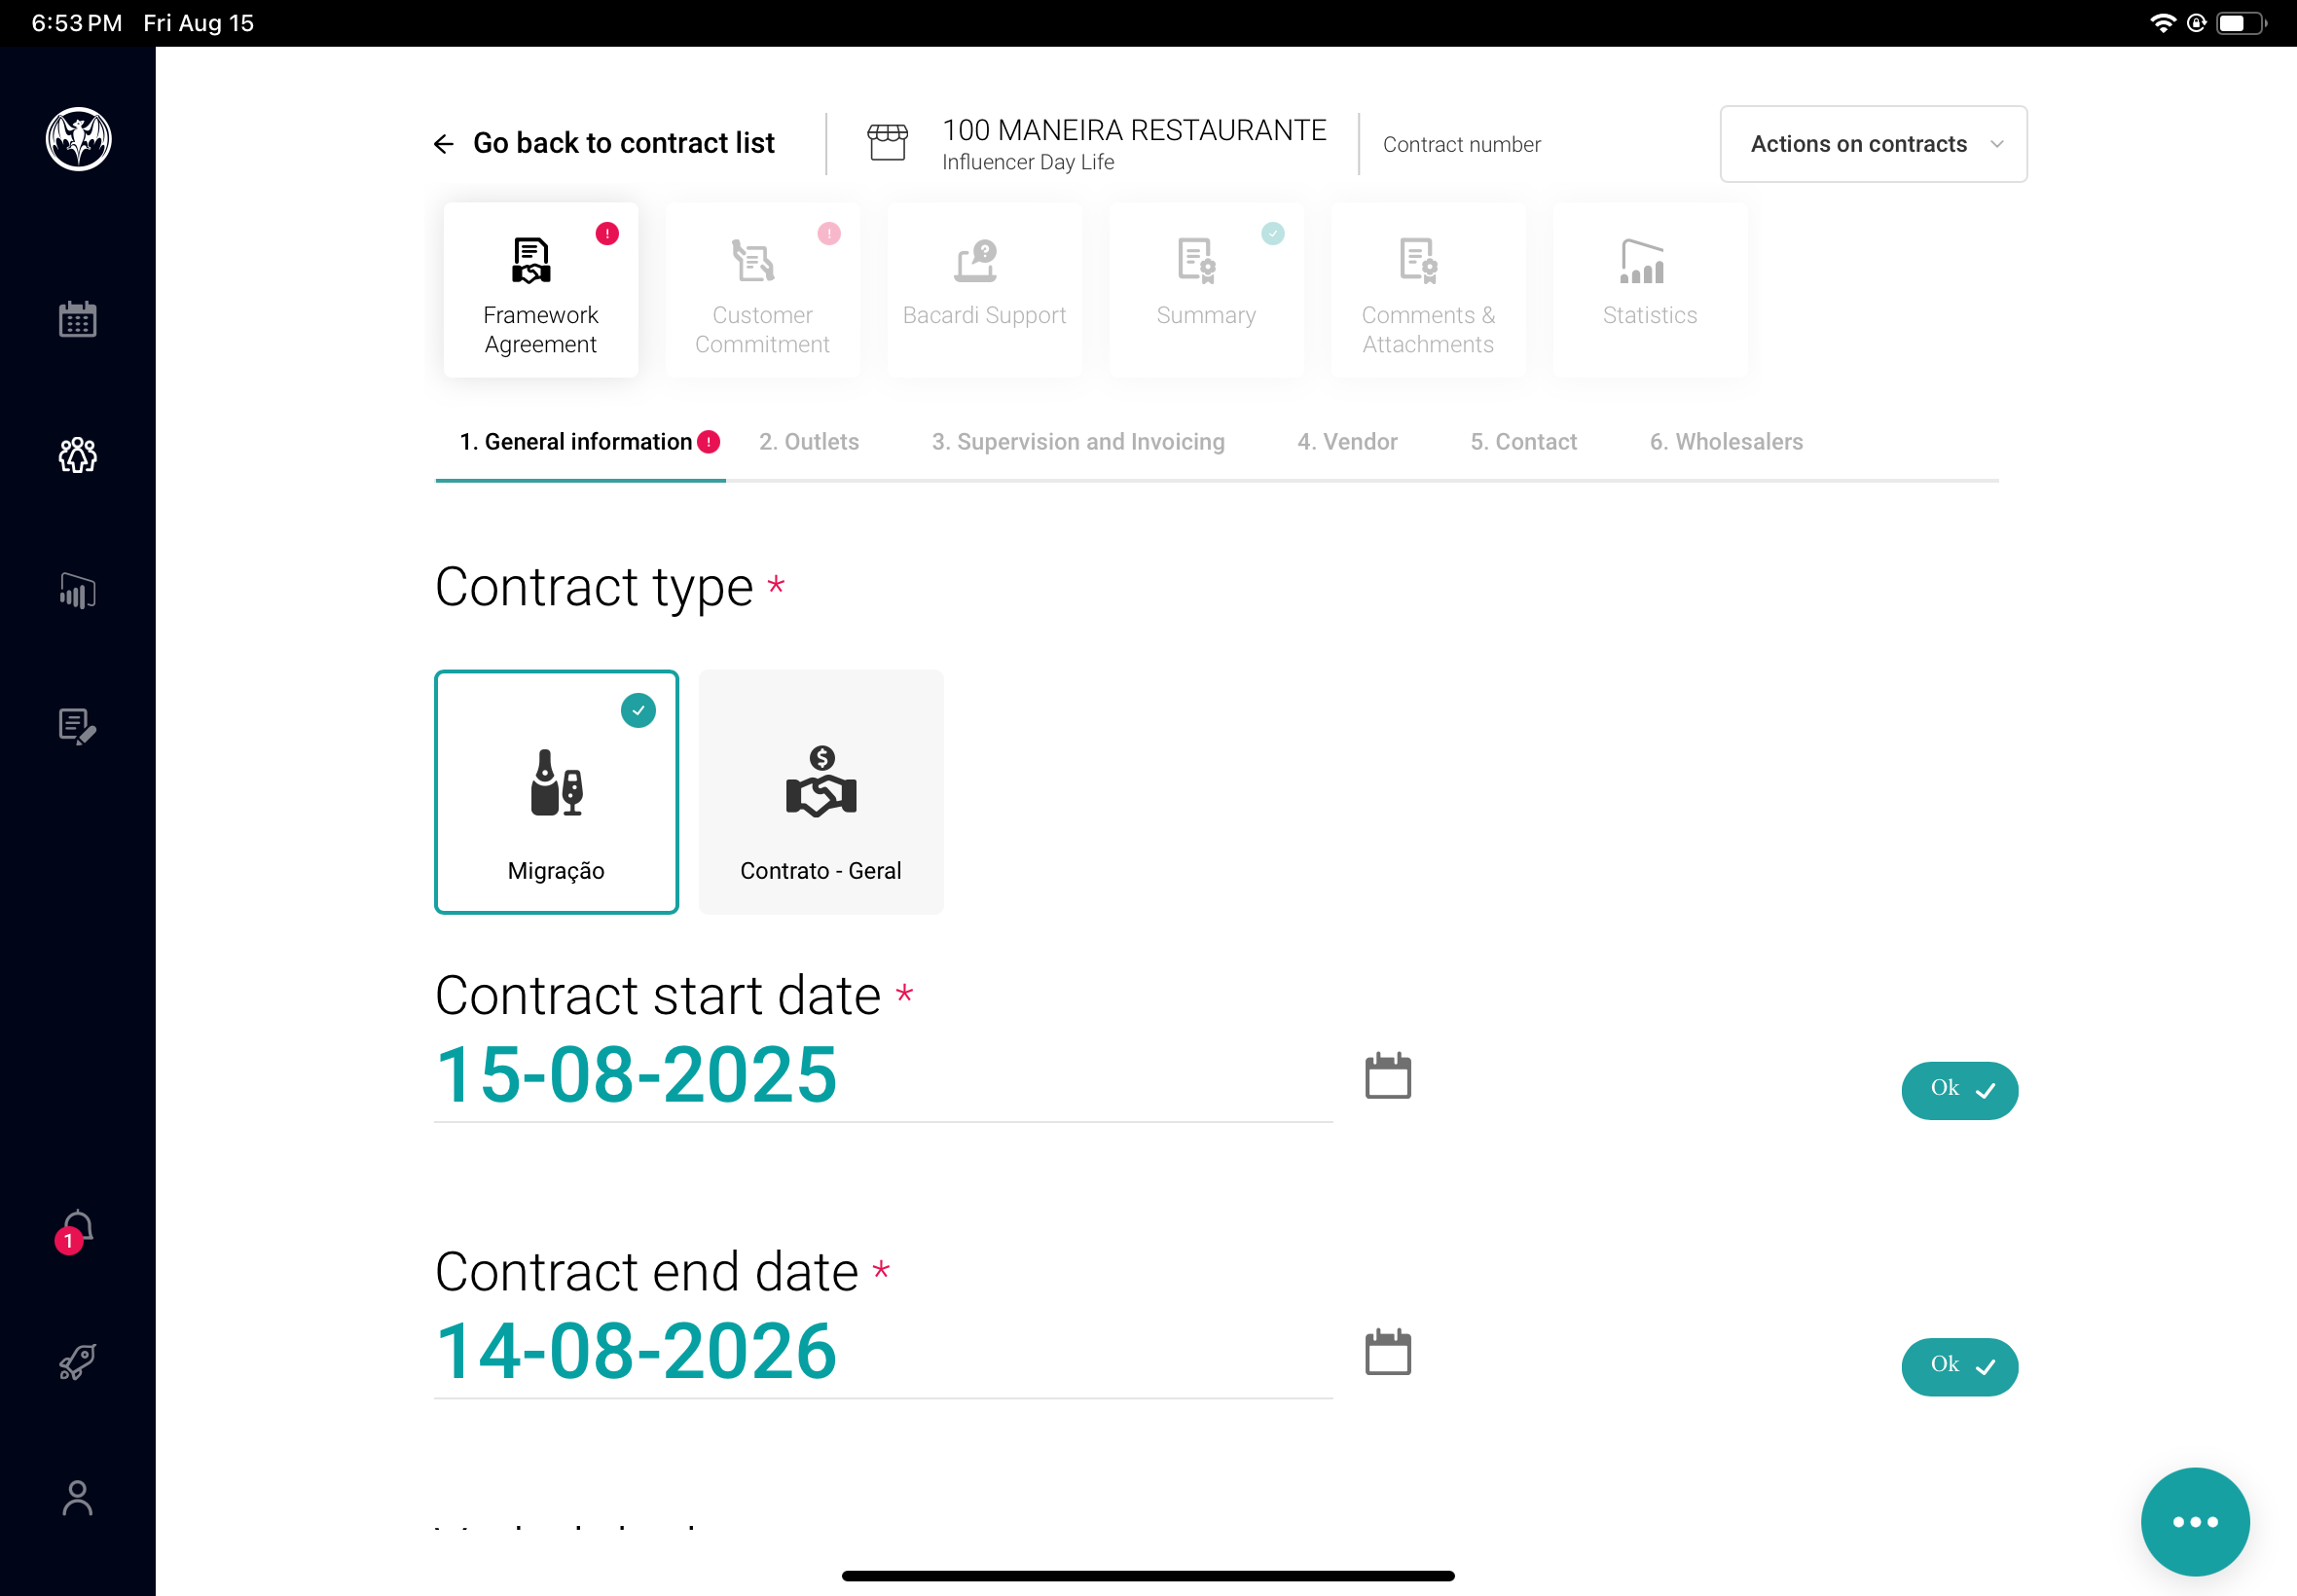 6:53 PM Fri Aug 15
Go back to contract list
100 MANEIRA RESTAURANTE
Influencer Day Life
Contract number
Actions on contracts
Framework
Agreement
Customer
Commitment
Bacardi Support
Summary
Comments &
Attachments
Statistics
1. General information
2. Outlets
3. Supervision and Invoicing
4. Vendor
5. Contact
6. Wholesalers
Contract type *
Migração
Contrato - Geral
Contract start date *
15-08-2025
Ok
1
Contract end date *
14-08-2026
Ok